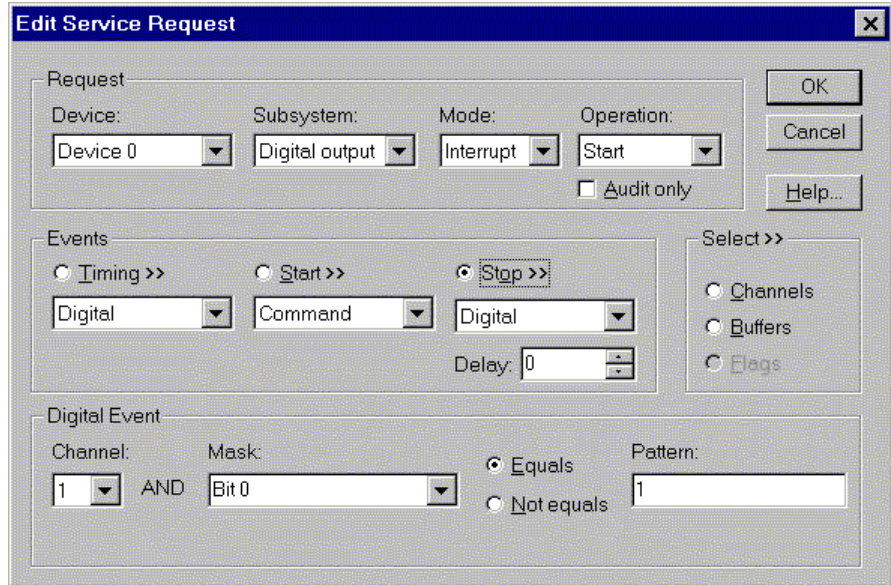 Edit Service Request
Request
Device: Subsystem: Mode: Operation:
Device 0 Digital output Interrupt Start
Audit only
OK
Cancel
Help...
Events
Timing >> Start >> Stop >>
Digital Command Digital
Delay: 0
Select >>
Channels
Buffers
Flags
Digital Event
Channel: Mask: Pattern:
1 AND Bit 0 Equals 1
Not equals